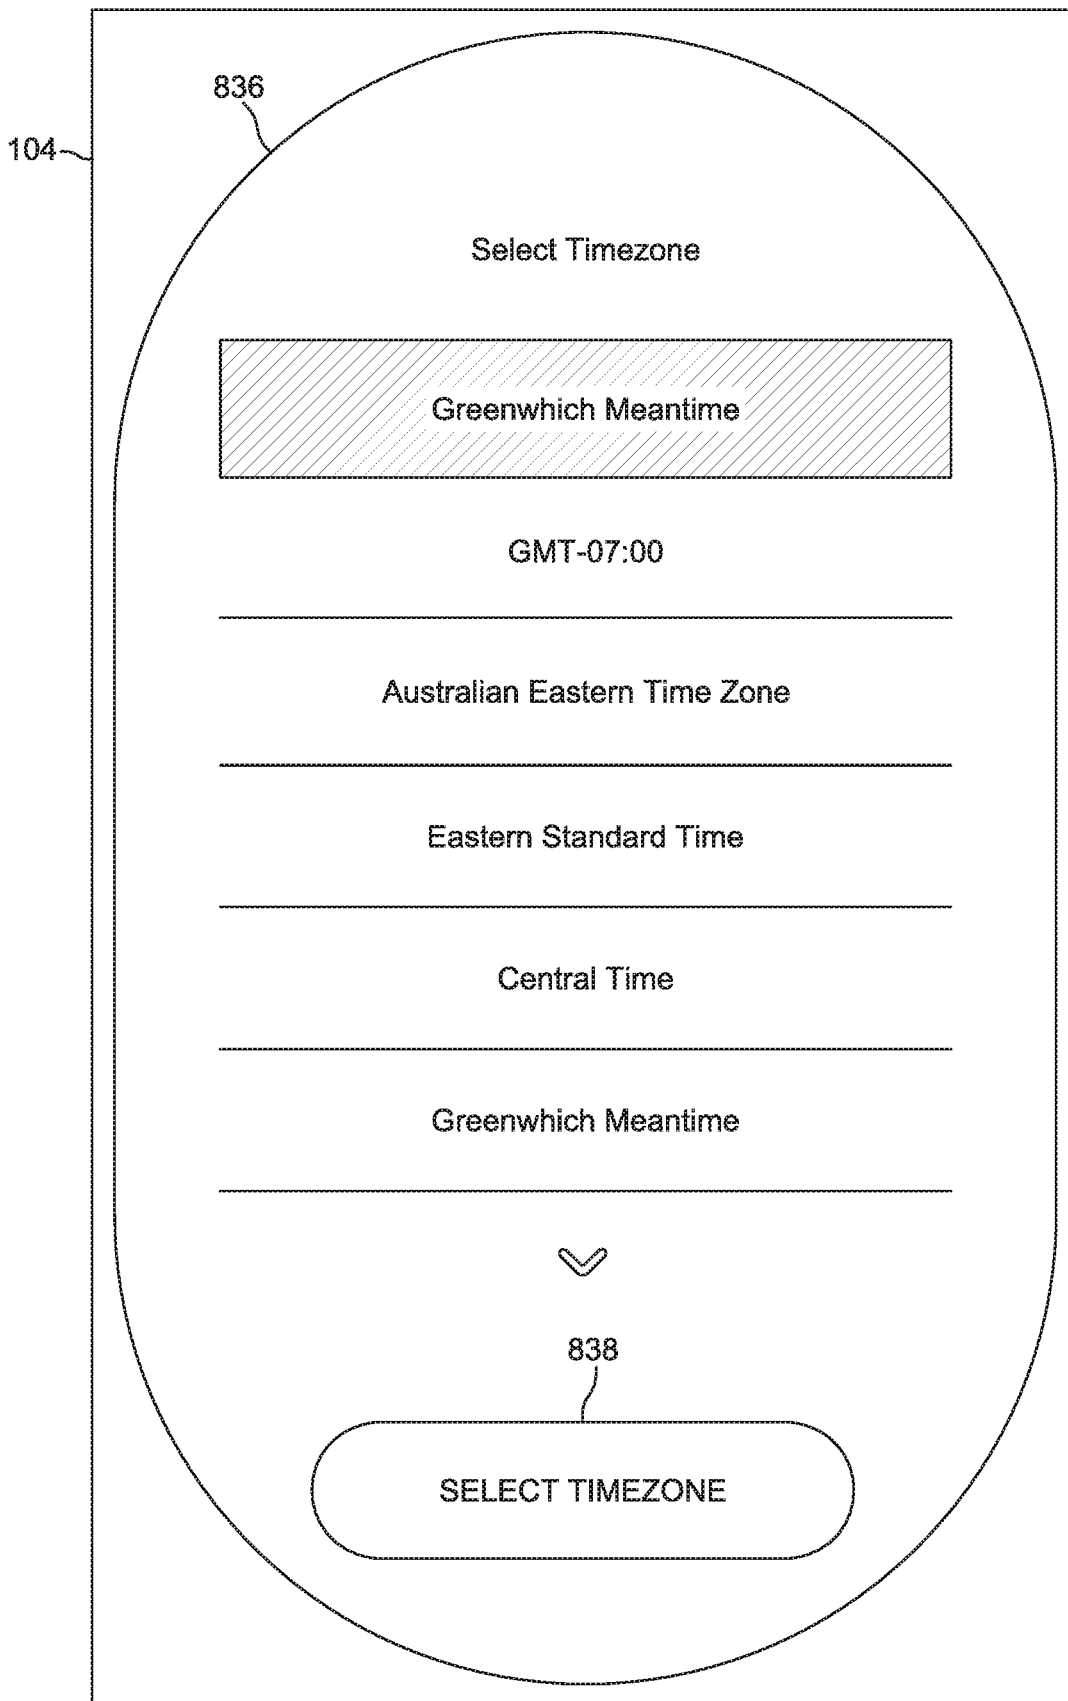 836
104
Select Timezone
Greenwhich Meantime
GMT-07:00
Australian Eastern Time Zone
Eastern Standard Time
Central Time
Greenwhich Meantime
838
SELECT TIMEZONE